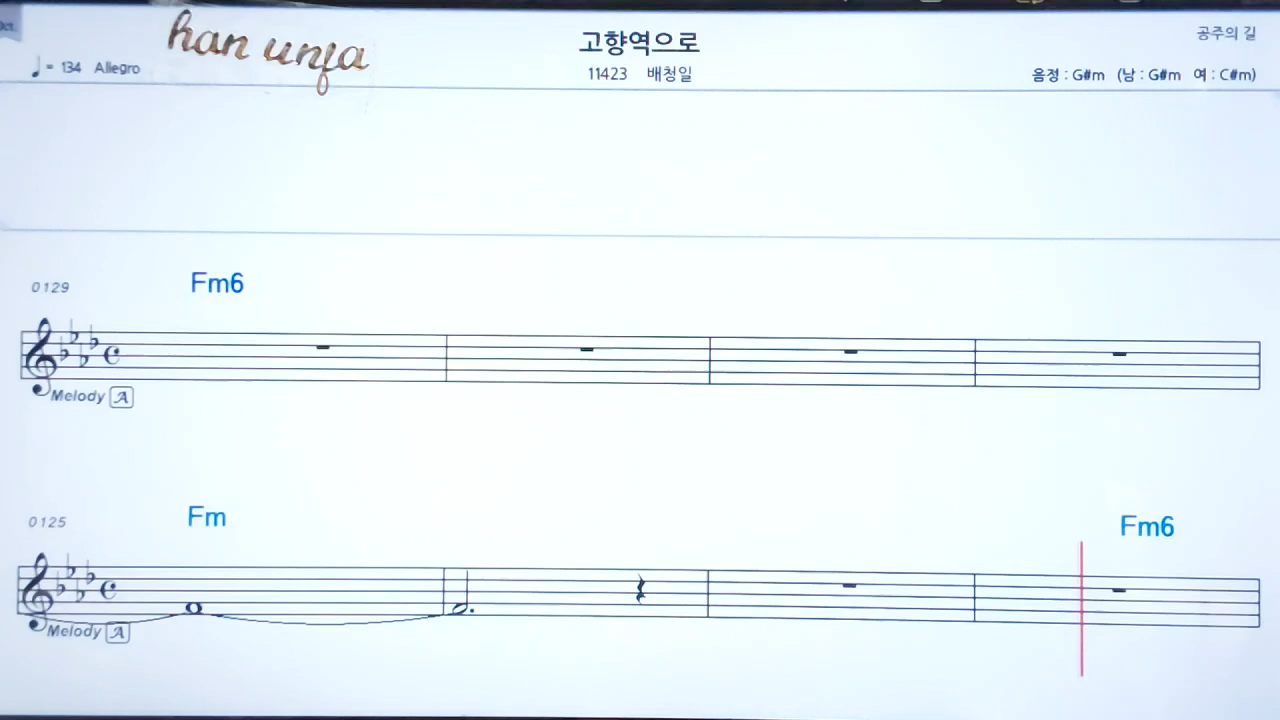 han unja
고향역으로
공주의 길
♩= 134 Allegro
11423 배청일
음정 : G#m (남 : G#m 여 : C#m)
0129
Fm6
Melody A
0125
Fm
Fm6
Melody A